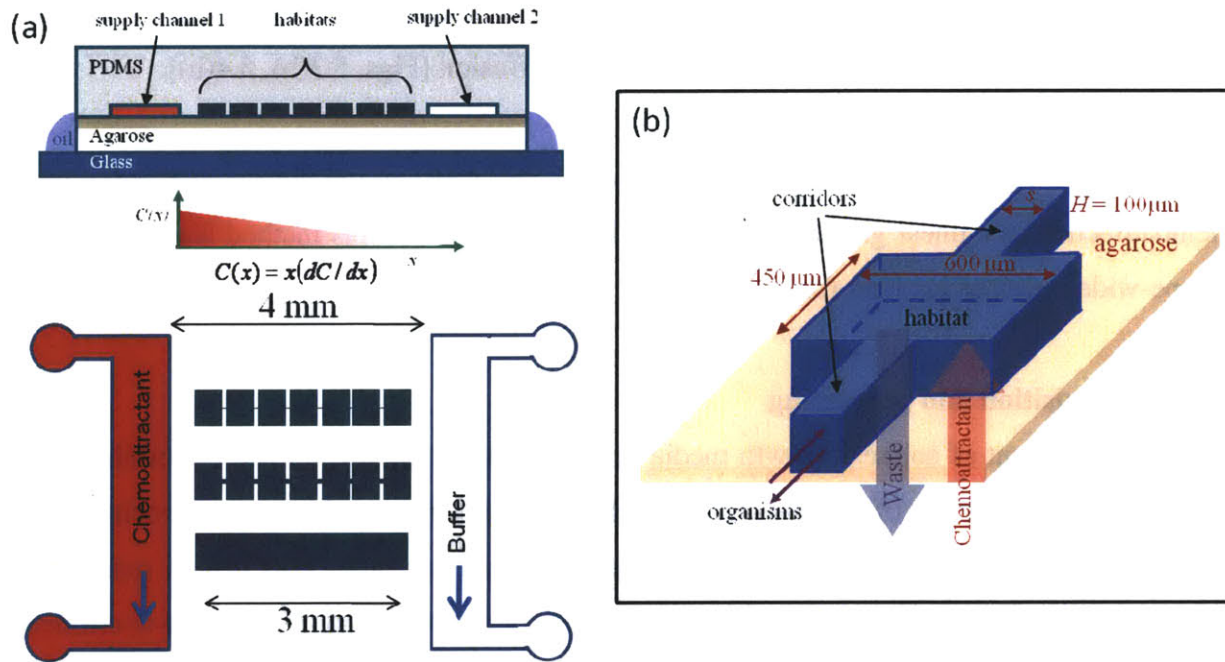 (a)
supply channel 1
habitats
supply channel 2
PDMS
oil
Agarose
Glass
C(x)
x
C(x) = x(dC / dx)
4 mm
Chemoattractant
Buffer
3 mm
(b)
corridors
s
H = 100μm
agarose
450 μm
600 μm
habitat
Waste
Chemoattractant
organisms